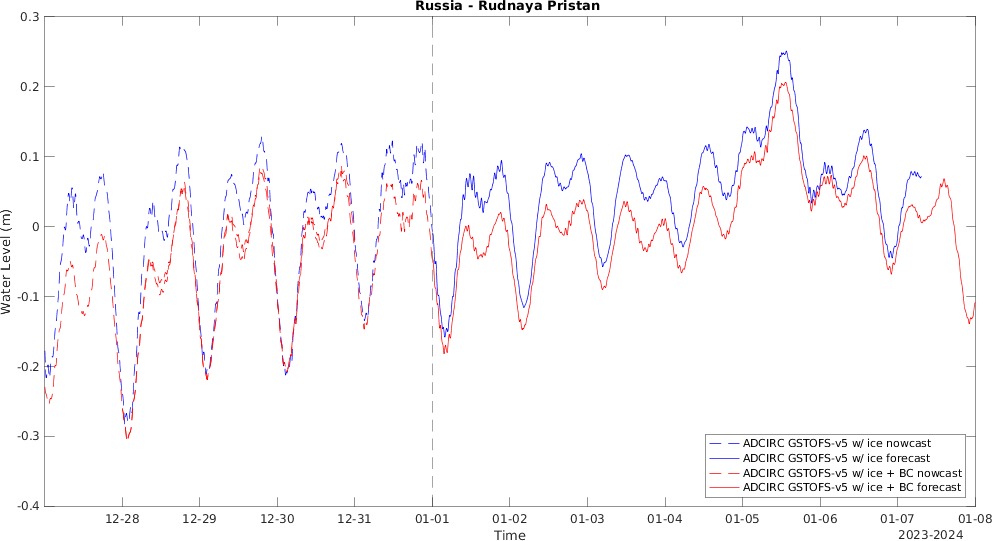 Russia - Rudnaya Pristan
0.3
0.2
0.1
0
-0.1
-0.2
-0.3
-0.4
Water Level (m)
ADCIRC GSTOFS-v5 w/ ice nowcast
ADCIRC GSTOFS-v5 w/ ice forecast
ADCIRC GSTOFS-v5 w/ ice + BC nowcast
ADCIRC GSTOFS-v5 w/ ice + BC forecast
12-28 12-29 12-30 12-31 01-01 01-02 01-03 01-04 01-05 01-06 01-07 01-08
Time
2023-2024